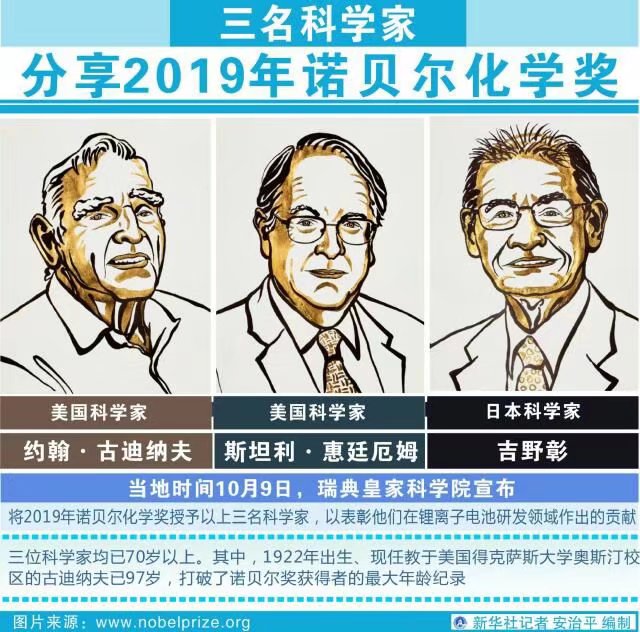 三名科学家
分享2019年诺贝尔化学奖
美国科学家
美国科学家
日本科学家
约翰·古迪纳夫
斯坦利·惠廷厄姆
吉野彰
当地时间10月9日，瑞典皇家科学院宣布
将2019年诺贝尔化学奖授予以上三名科学家，以表彰他们在锂离子电池研发领域作出的贡献
三位科学家均已70岁以上。其中，1922年出生、现任教于美国得克萨斯大学奥斯汀校
区的古迪纳夫已97岁，打破了诺贝尔奖获得者的最大年龄纪录
图片来源：www.nobelprize.org
新华社记者 安治平 编制